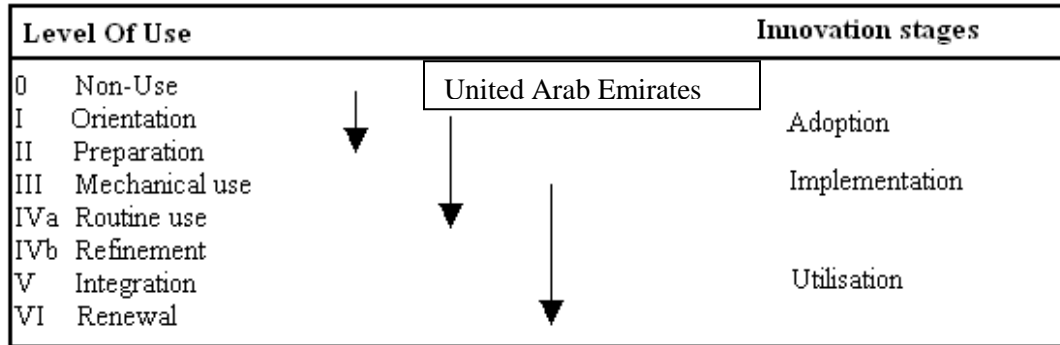 Level Of Use Innovation stages
0 Non-Use
United Arab Emirates
I Orientation Adoption
II Preparation
III Mechanical use Implementation
IVa Routine use
IVb Refinement
V Integration Utilisation
VI Renewal